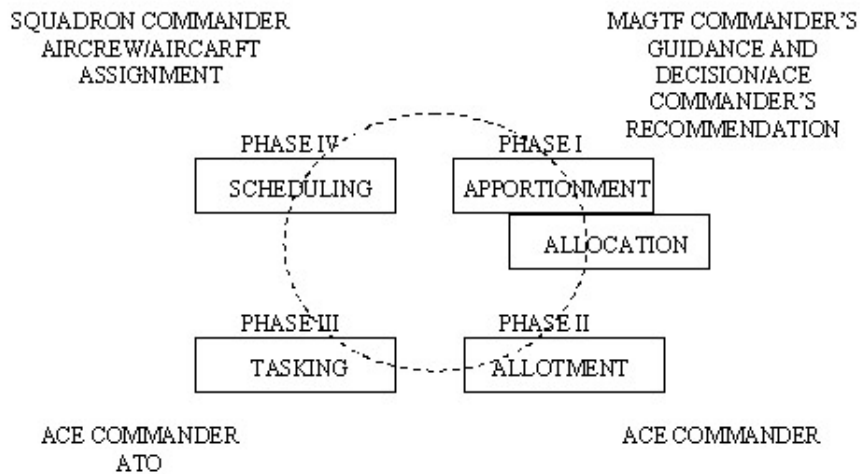 SQUADRON COMMANDER
AIRCREW/AIRCARFT
ASSIGNMENT
MAGTF COMMANDER'S
GUIDANCE AND
DECISION/ACE
COMMANDER'S
RECOMMENDATION
PHASE IV
SCHEDULING
PHASE I
APPORTIONMENT
ALLOCATION
PHASE III
TASKING
PHASE II
ALLOTMENT
ACE COMMANDER
ATO
ACE COMMANDER